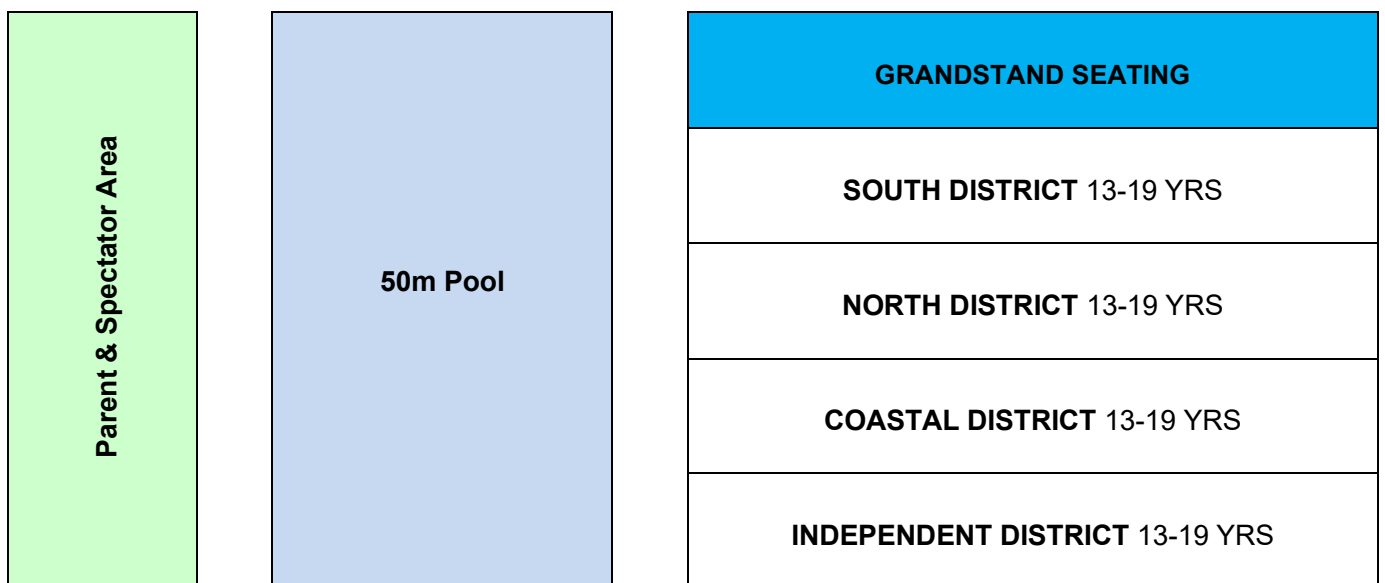 Parent & Spectator Area
50m Pool
GRANDSTAND SEATING
SOUTH DISTRICT 13-19 YRS
NORTH DISTRICT 13-19 YRS
COASTAL DISTRICT 13-19 YRS
INDEPENDENT DISTRICT 13-19 YRS